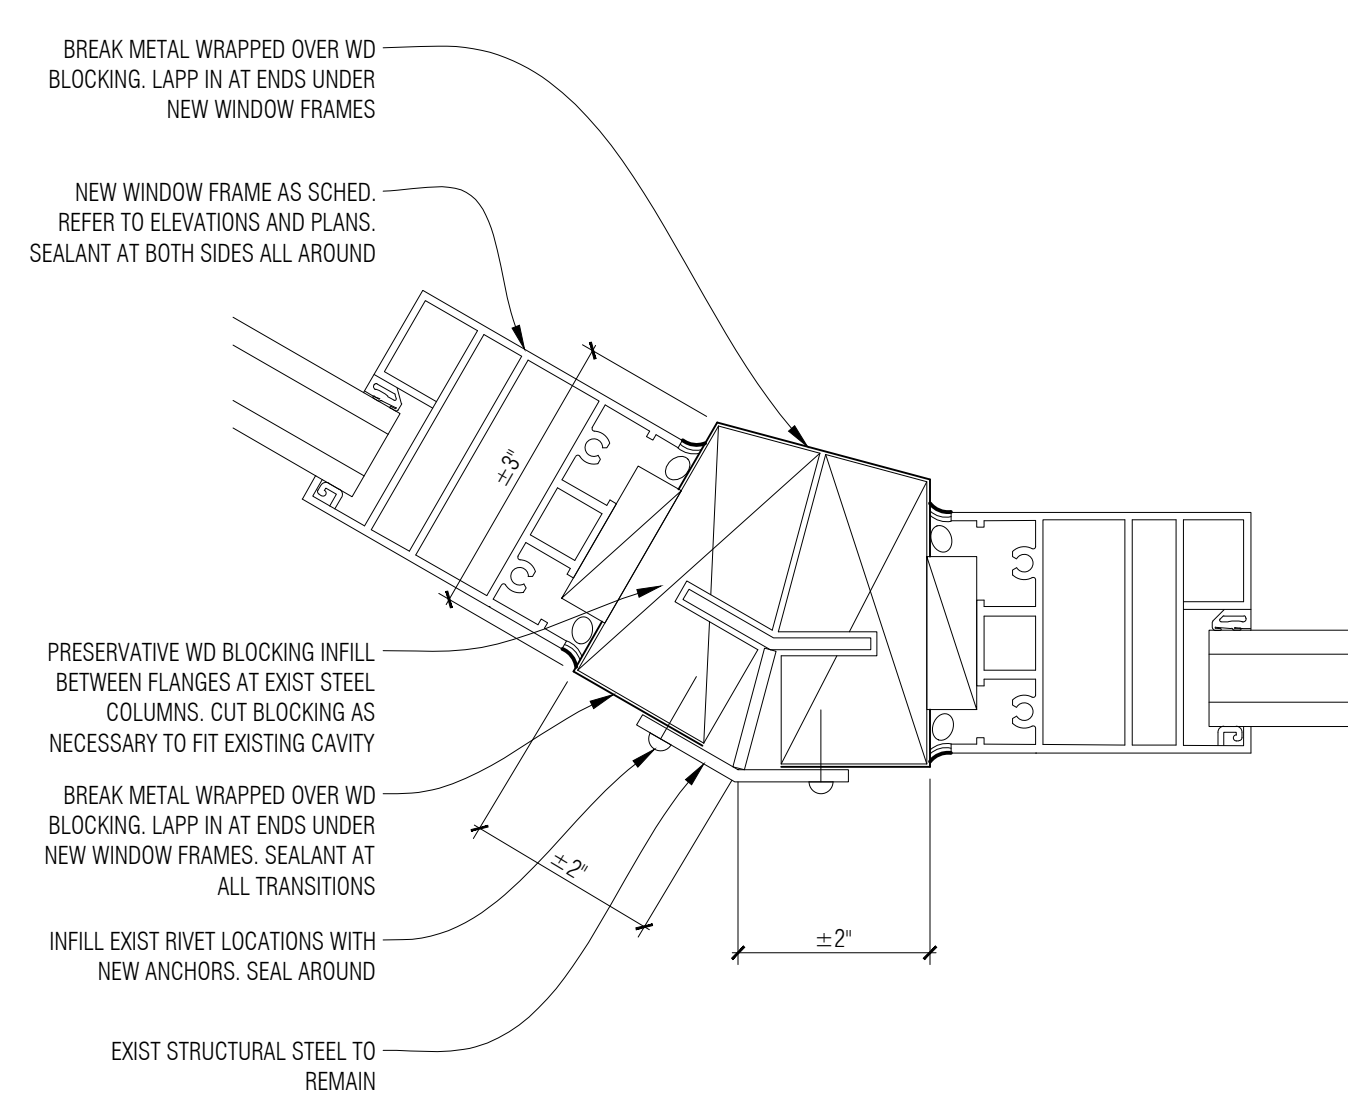 BREAK METAL WRAPPED OVER WD
BLOCKING. LAPP IN AT ENDS UNDER
NEW WINDOW FRAMES
NEW WINDOW FRAME AS SCHED.
REFER TO ELEVATIONS AND PLANS.
SEALANT AT BOTH SIDES ALL AROUND
±3"
PRESERVATIVE WD BLOCKING INFILL
BETWEEN FLANGES AT EXIST STEEL
COLUMNS. CUT BLOCKING AS
NECESSARY TO FIT EXISTING CAVITY
BREAK METAL WRAPPED OVER WD
BLOCKING. LAPP IN AT ENDS UNDER
NEW WINDOW FRAMES. SEALANT AT
ALL TRANSITIONS
±2"
INFILL EXIST RIVET LOCATIONS WITH
NEW ANCHORS. SEAL AROUND
±2"
EXIST STRUCTURAL STEEL TO
REMAIN